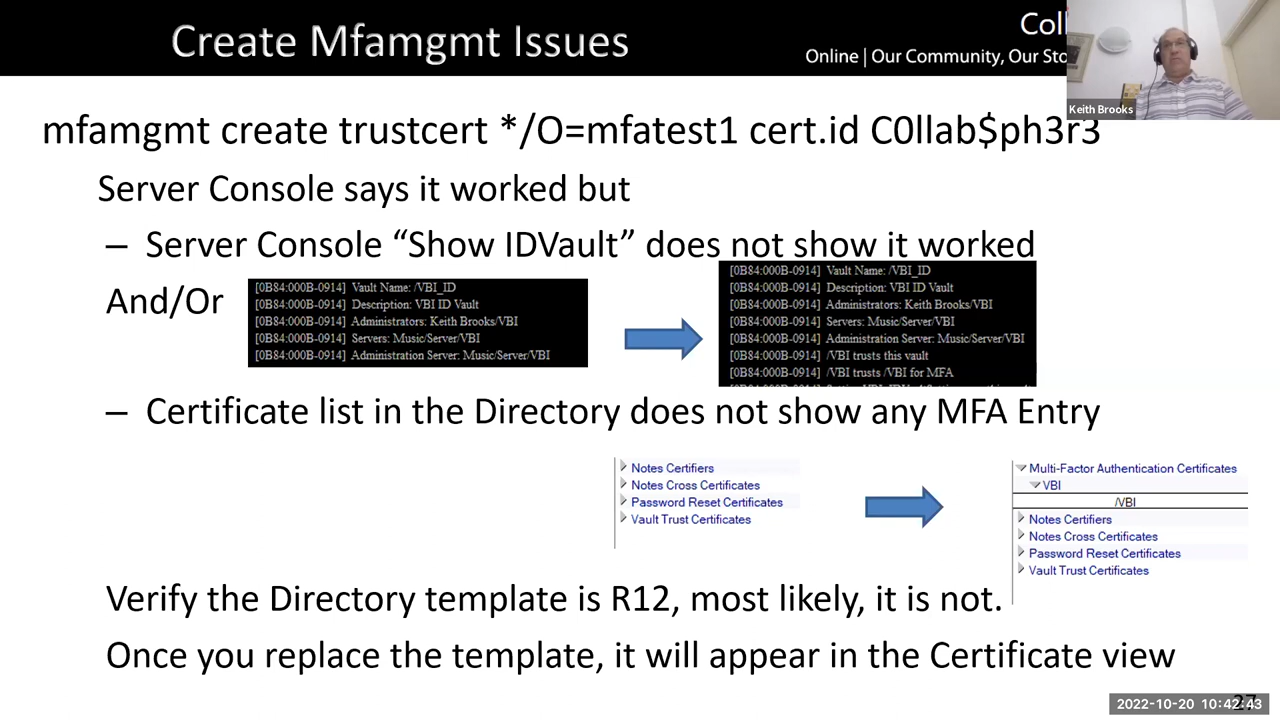 Create Mfamgmt Issues
Coll
Online | Our Community, Our Sto
Keith Brooks
mfamgmt create trustcert */O=mfatest1 cert.id C0llab$ph3r3
Server Console says it worked but
– Server Console “Show IDVault” does not show it worked
And/Or
[0B84:000B-0914] Vault Name: /VBI_ID
[0B84:000B-0914] Description: VBI ID Vault
[0B84:000B-0914] Administrators: Keith Brooks/VBI
[0B84:000B-0914] Servers: Music/Server/VBI
[0B84:000B-0914] Administration Server: Music/Server/VBI
[0B84:000B-0914] Vault Name: /VBI_ID
[0B84:000B-0914] Description: VBI ID Vault
[0B84:000B-0914] Administrators: Keith Brooks/VBI
[0B84:000B-0914] Servers: Music/Server/VBI
[0B84:000B-0914] Administration Server: Music/Server/VBI
[0B84:000B-0914] /VBI trusts this vault
[0B84:000B-0914] /VBI trusts /VBI for MFA
– Certificate list in the Directory does not show any MFA Entry
Notes Certifiers
Notes Cross Certificates
Password Reset Certificates
Vault Trust Certificates
Multi-Factor Authentication Certificates
VBI
/VBI
Notes Certifiers
Notes Cross Certificates
Password Reset Certificates
Vault Trust Certificates
Verify the Directory template is R12, most likely, it is not.
Once you replace the template, it will appear in the Certificate view
27
2022-10-20 10:42:43